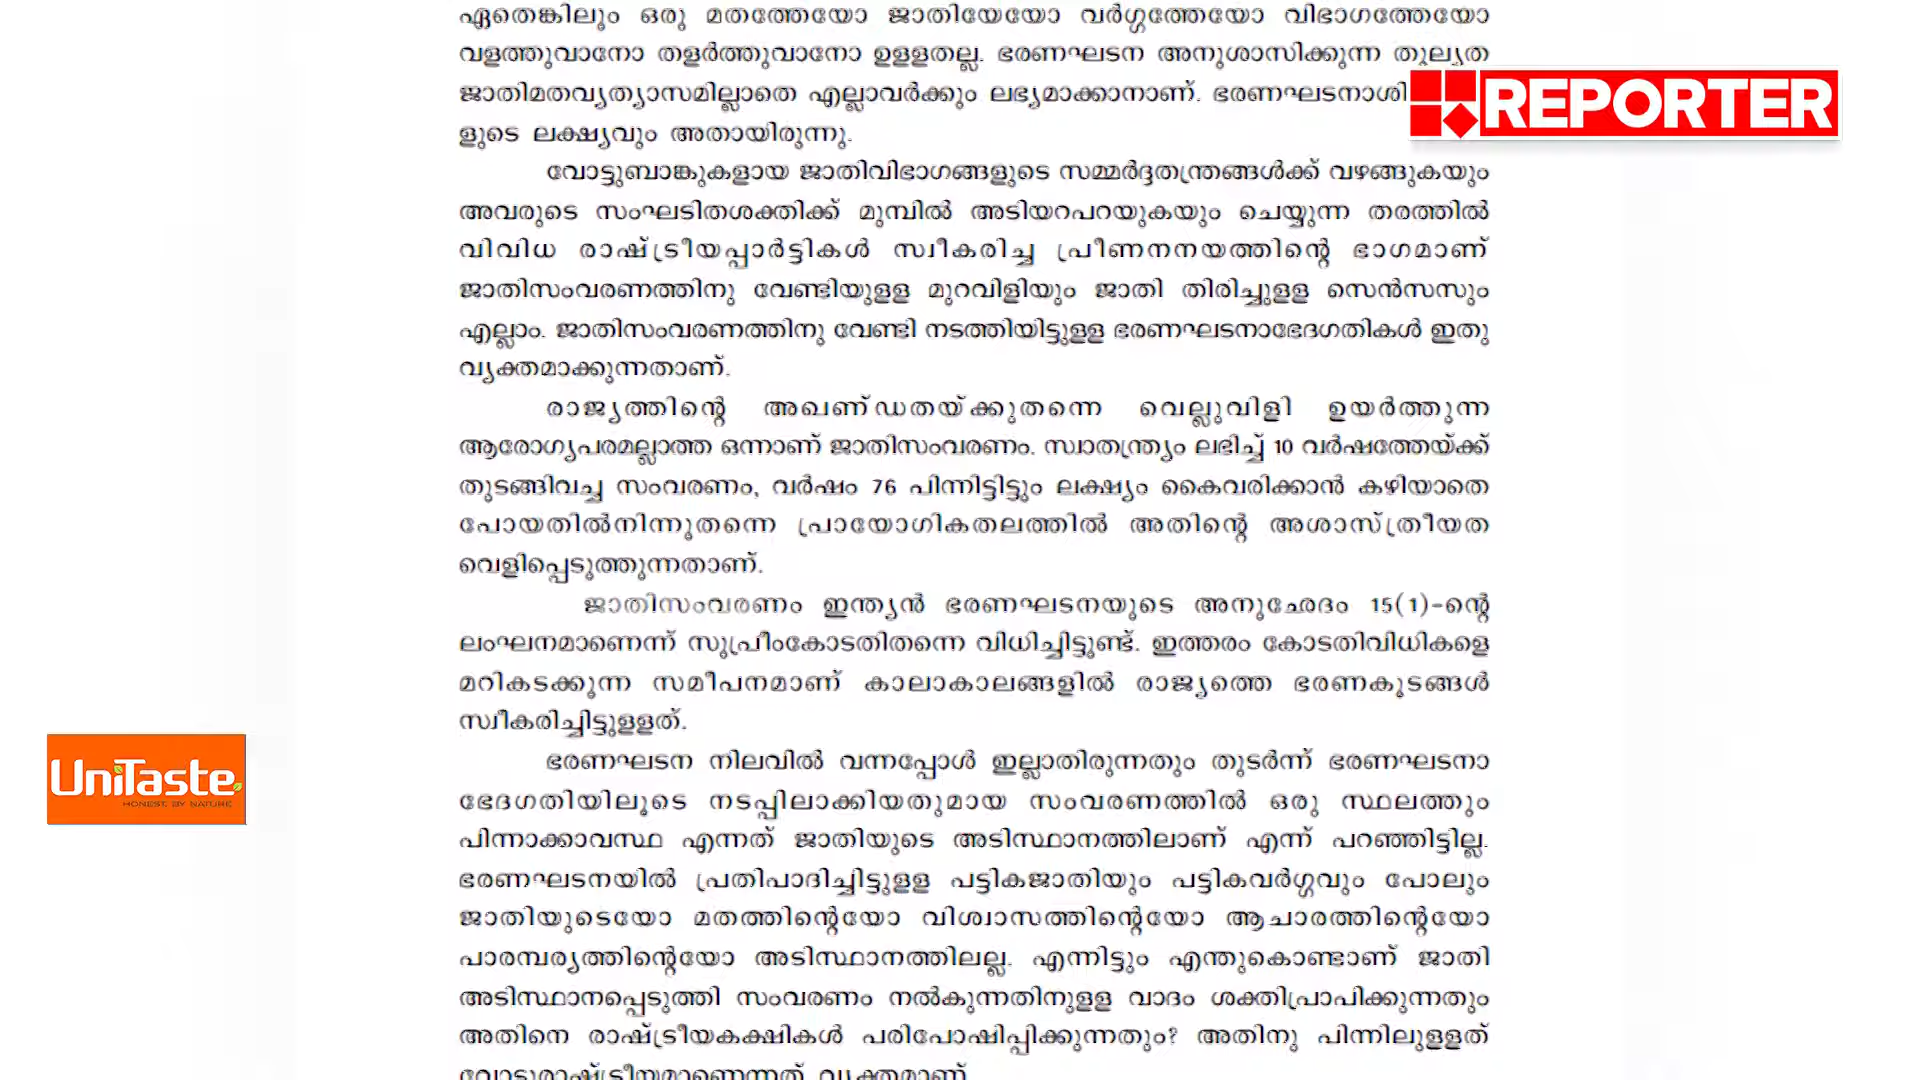 ഏതെങ്കിലും ഒരു മതത്തേയോ ജാതിയേയോ വർഗ്ഗത്തേയോ വിഭാഗത്തേയോ
വളത്തുവാനോ തളർത്തുവാനോ ഉള്ളതല്ല. ഭരണഘടന അനുശാസിക്കുന്ന തുല്യത
ജാതിമതവ്യത്യാസമില്ലാതെ എല്ലാവർക്കും ലഭ്യമാക്കാനാണ്. ഭരണഘടനാശി
ളുടെ ലക്ഷ്യവും അതായിരുന്നു.
REPORTER
വോട്ടുബാങ്കുകളായ ജാതിവിഭാഗങ്ങളുടെ സമ്മർദ്ദതന്ത്രങ്ങൾക്ക് വഴങ്ങുകയും
അവരുടെ സംഘടിതശക്തിക്ക് മുമ്പിൽ അടിയറപറയുകയും ചെയ്യുന്ന തരത്തിൽ
വിവിധ രാഷ്ട്രീയപ്പാർട്ടികൾ സ്വീകരിച്ച പ്രീണനനയത്തിന്റെ ഭാഗമാണ്
ജാതിസംവരണത്തിനു വേണ്ടിയുള്ള മുറവിളിയും ജാതി തിരിച്ചുള്ള സെൻസസും
എല്ലാം. ജാതിസംവരണത്തിനു വേണ്ടി നടത്തിയിട്ടുള്ള ഭരണഘടനാഭേദഗതികൾ ഇതു
വ്യക്തമാക്കുന്നതാണ്.
രാജ്യത്തിന്റെ അഖണ്ഡതയ്ക്കുതന്നെ വെല്ലുവിളി ഉയർത്തുന്ന
ആരോഗ്യപരമല്ലാത്ത ഒന്നാണ് ജാതിസംവരണം. സ്വാതന്ത്ര്യം ലഭിച്ച് 10 വർഷത്തേയ്ക്ക്
തുടങ്ങിവച്ച സംവരണം, വർഷം 76 പിന്നിട്ടിട്ടും ലക്ഷ്യം കൈവരിക്കാൻ കഴിയാതെ
പോയതിൽനിന്നുതന്നെ പ്രായോഗികതലത്തിൽ അതിന്റെ അശാസ്ത്രീയത
വെളിപ്പെടുത്തുന്നതാണ്.
ജാതിസംവരണം ഇന്ത്യൻ ഭരണഘടനയുടെ അനുഛേദം 15(1)-ന്റെ
ലംഘനമാണെന്ന് സുപ്രീംകോടതിതന്നെ വിധിച്ചിട്ടുണ്ട്. ഇത്തരം കോടതിവിധികളെ
മറികടക്കുന്ന സമീപനമാണ് കാലാകാലങ്ങളിൽ രാജ്യത്തെ ഭരണകൂടങ്ങൾ
സ്വീകരിച്ചിട്ടുള്ളത്.
ഭരണഘടന നിലവിൽ വന്നപ്പോൾ ഇല്ലാതിരുന്നതും തുടർന്ന് ഭരണഘടനാ
ഭേദഗതിയിലൂടെ നടപ്പിലാക്കിയതുമായ സംവരണത്തിൽ ഒരു സ്ഥലത്തും
പിന്നാക്കാവസ്ഥ എന്നത് ജാതിയുടെ അടിസ്ഥാനത്തിലാണ് എന്ന് പറഞ്ഞിട്ടില്ല.
ഭരണഘടനയിൽ പ്രതിപാദിച്ചിട്ടുള്ള പട്ടികജാതിയും പട്ടികവർഗ്ഗവും പോലും
ജാതിയുടെയോ മതത്തിന്റെയോ വിശ്വാസത്തിന്റെയോ ആചാരത്തിന്റെയോ
പാരമ്പര്യത്തിന്റെയോ അടിസ്ഥാനത്തിലല്ല. എന്നിട്ടും എന്തുകൊണ്ടാണ് ജാതി
അടിസ്ഥാനപ്പെടുത്തി സംവരണം നൽകുന്നതിനുള്ള വാദം ശക്തിപ്രാപിക്കുന്നതും
അതിനെ രാഷ്ട്രീയകക്ഷികൾ പരിപോഷിപ്പിക്കുന്നതും? അതിനു പിന്നിലുള്ളത്
വോട്ടുരാഷ്ട്രീയമാണെന്നത് വ്യക്തമാണ്.
UniTaste
HONEST BY NATURE